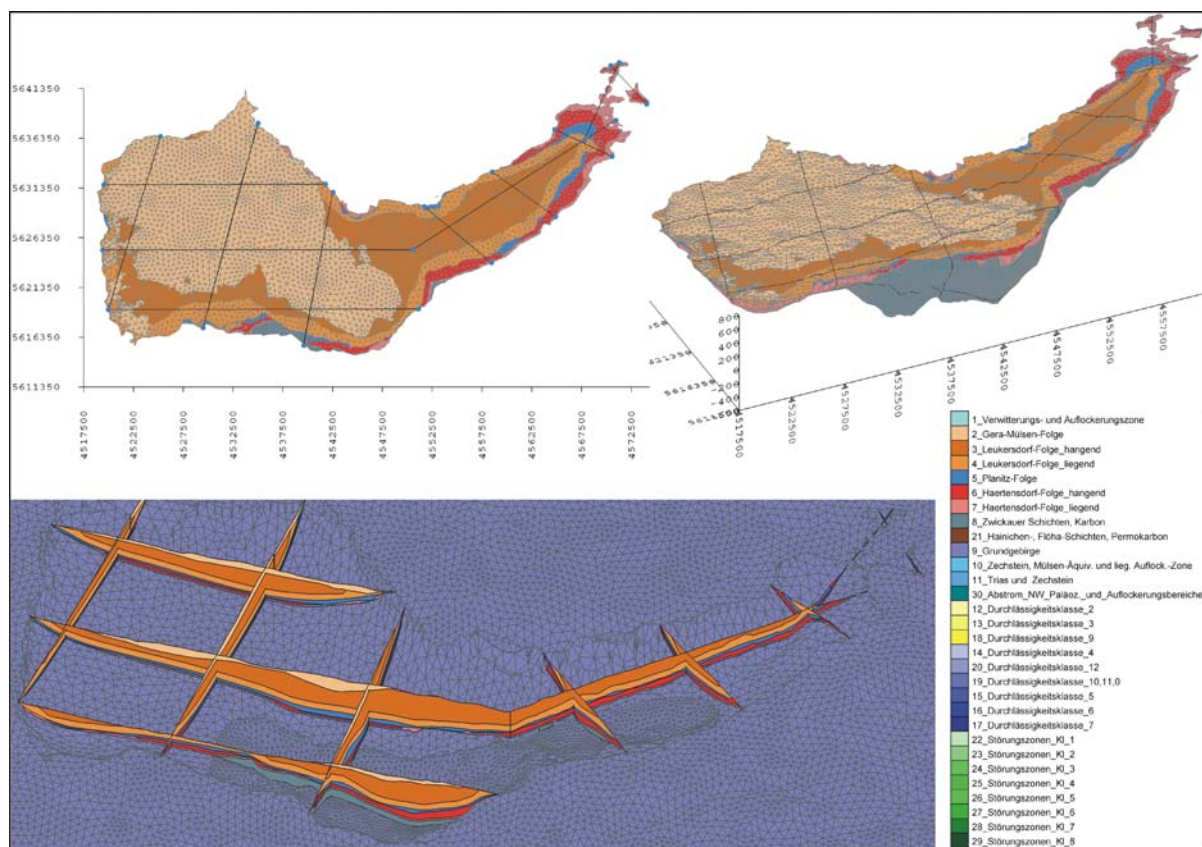 5641350
5636350
5631350
5626350
5621350
5616350
5611350
4517500
4522500
4527500
4532500
4537500
4542500
4547500
4552500
4557500
4562500
4567500
4572500
5621350
800
600
400
200
0
-200
-400
4517500
4522500
4527500
4532500
4537500
4542500
4547500
4552500
4557500
1_Verwitterungs- und Auflockerungszone
2_Gera-Mülsen-Folge
3_Leukersdorf-Folge_hangend
4_Leukersdorf-Folge_liegend
5_Planitz-Folge
6_Haertensdorf-Folge_hangend
7_Haertensdorf-Folge_liegend
8_Zwickauer Schichten, Karbon
21_Hainichen-, Flöha-Schichten, Permokarbon
9_Grundgebirge
10_Zechstein, Mülsen-Äquiv. und lieg. Auflock.-Zone
11_Trias und Zechstein
30_Abstrom_NW_Paläoz._und_Auflockerungsbereiche
12_Durchlässigkeitsklasse_2
13_Durchlässigkeitsklasse_3
18_Durchlässigkeitsklasse_9
14_Durchlässigkeitsklasse_4
20_Durchlässigkeitsklasse_12
19_Durchlässigkeitsklasse_10,11,0
15_Durchlässigkeitsklasse_5
16_Durchlässigkeitsklasse_6
17_Durchlässigkeitsklasse_7
22_Störungszonen_Kl_1
23_Störungszonen_Kl_2
24_Störungszonen_Kl_3
25_Störungszonen_Kl_4
26_Störungszonen_Kl_5
27_Störungszonen_Kl_6
28_Störungszonen_Kl_7
29_Störungszonen_Kl_8